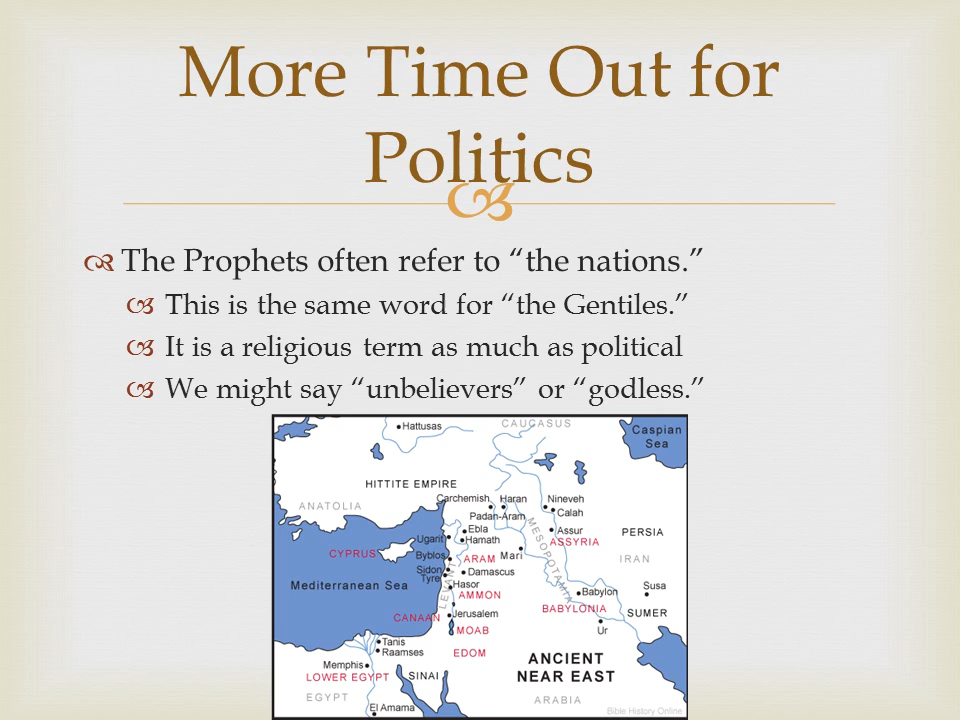 More Time Out for
Politics
The Prophets often refer to “the nations.”
This is the same word for “the Gentiles.”
It is a religious term as much as political
We might say “unbelievers” or “godless.”
Hattusas
CAUCASUS
Caspian
Sea
HITTITE EMPIRE
ANATOLIA
Carchemish
Haran
Nineveh
Padan-Aram
Calah
Ebla
Assur
PERSIA
Ugarit
Hamath
ASSYRIA
CYPRUS
Byblos
ARAM
Mari
MESOPOTAMIA
IRAN
Sidon
Tyre
Damascus
Mediterranean Sea
LEVANT
Hasor
Susa
AMMON
Babylon
BABYLONIA
SUMER
CANAAN
Jerusalem
MOAB
Ur
Tanis
Raamses
EDOM
ANCIENT
NEAR EAST
Memphis
LOWER EGYPT
SINAI
EGYPT
ARABIA
El Amama
Bible History Online